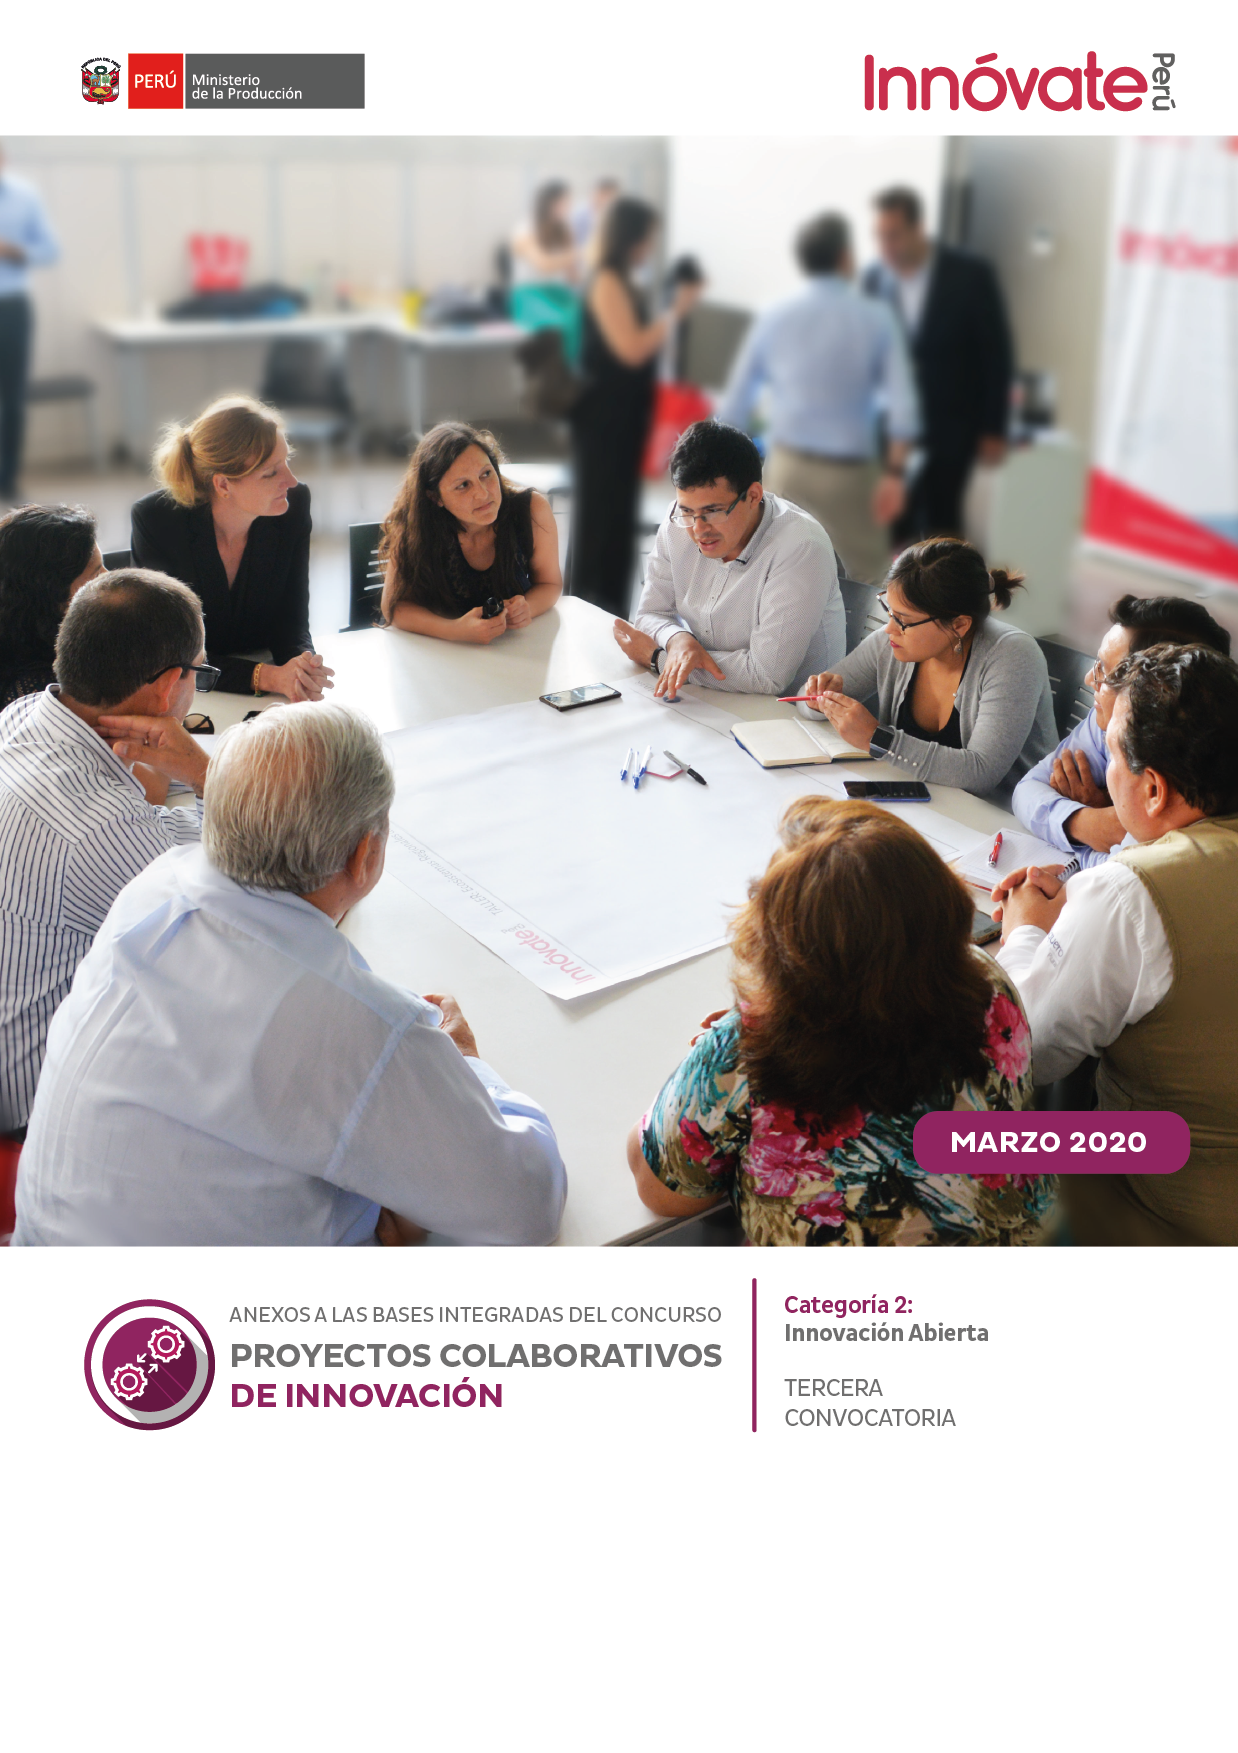 PERÚ
Ministerio
de la Producción
Innóvate
Perú
Innóvate
MARZO 2020
ANEXOS A LAS BASES INTEGRADAS DEL CONCURSO
PROYECTOS COLABORATIVOS
DE INNOVACIÓN
Categoría 2:
Innovación Abierta
TERCERA
CONVOCATORIA